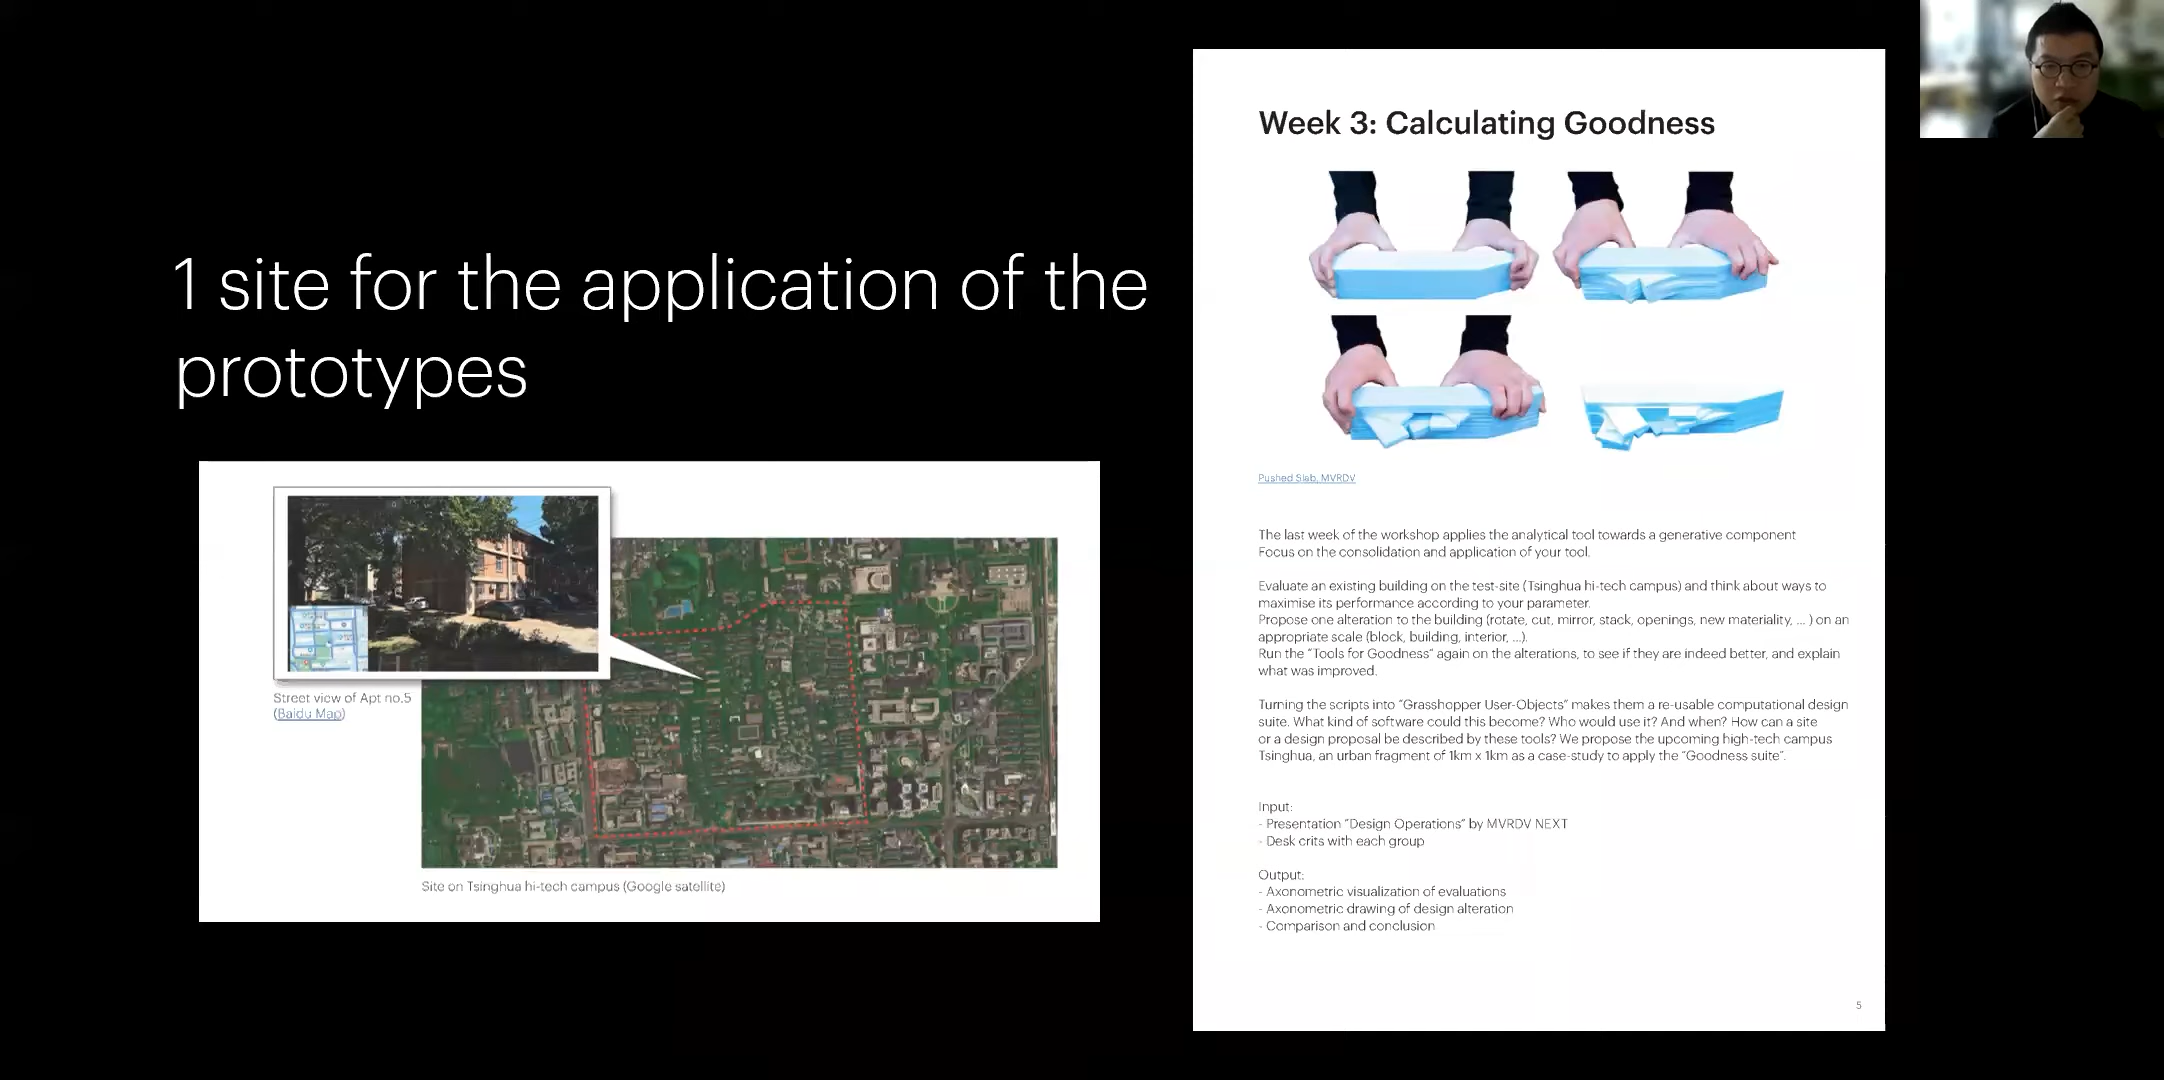 1 site for the application of the
prototypes
Street view of Apt no.5
(Baidu Map)
Site on Tsinghua hi-tech campus (Google satellite)
Week 3: Calculating Goodness
Pushed Slab, MVRDV
The last week of the workshop applies the analytical tool towards a generative component
Focus on the consolidation and application of your tool.
Evaluate an existing building on the test-site (Tsinghua hi-tech campus) and think about ways to
maximise its performance according to your parameter.
Propose one alteration to the building (rotate, cut, mirror, stack, openings, new materiality, ... ) on an
appropriate scale (block, building, interior, ...).
Run the “Tools for Goodness” again on the alterations, to see if they are indeed better, and explain
what was improved.
Turning the scripts into “Grasshopper User-Objects” makes them a re-usable computational design
suite. What kind of software could this become? Who would use it? And when? How can a site
or a design proposal be described by these tools? We propose the upcoming high-tech campus
Tsinghua, an urban fragment of 1km x 1km as a case-study to apply the “Goodness suite”.
Input:
- Presentation “Design Operations” by MVRDV NEXT
- Desk crits with each group
Output:
- Axonometric visualization of evaluations
- Axonometric drawing of design alteration
- Comparison and conclusion
5